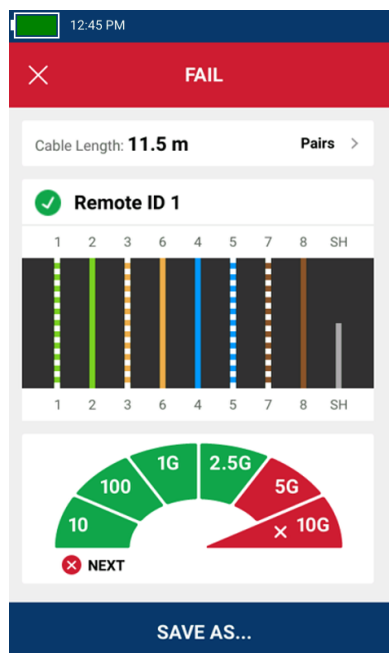 12:45 PM
FAIL
Cable Length: 11.5 m Pairs >
Remote ID 1
1 2 3 6 4 5 7 8 SH
1 2 3 6 4 5 7 8 SH
10 100 1G 2.5G 5G 10G
NEXT
SAVE AS...